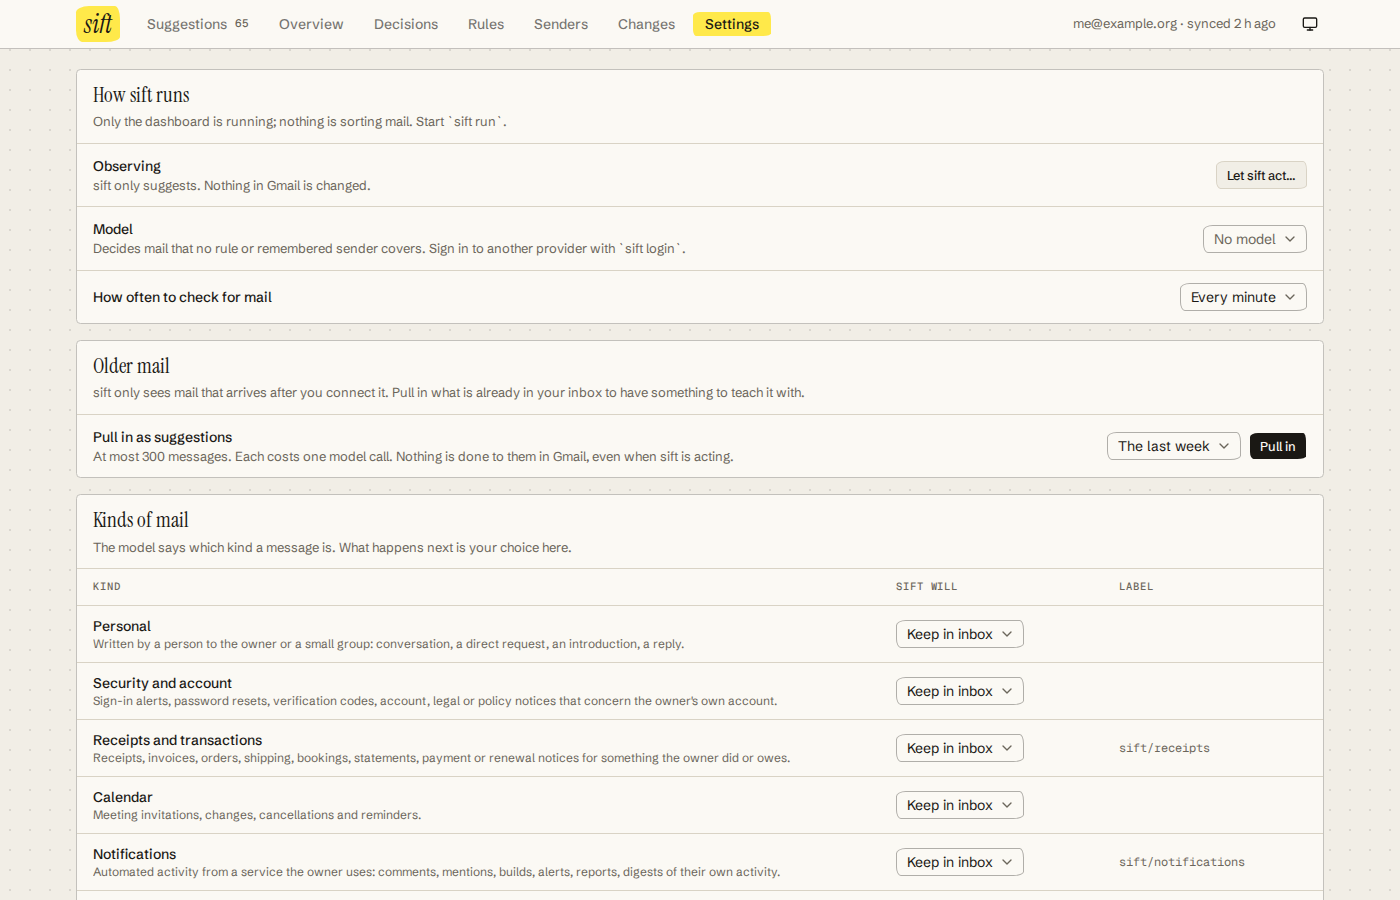 sift Suggestions 65 Overview Decisions Rules Senders Changes Settings me@example.org · synced 2 h ago
How sift runs
Only the dashboard is running; nothing is sorting mail. Start `sift run`.
Observing
sift only suggests. Nothing in Gmail is changed.
Let sift act...
Model
Decides mail that no rule or remembered sender covers. Sign in to another provider with `sift login`.
No model
How often to check for mail
Every minute
Older mail
sift only sees mail that arrives after you connect it. Pull in what is already in your inbox to have something to teach it with.
Pull in as suggestions
At most 300 messages. Each costs one model call. Nothing is done to them in Gmail, even when sift is acting.
The last week Pull in
Kinds of mail
The model says which kind a message is. What happens next is your choice here.
KIND SIFT WILL LABEL
Personal
Written by a person to the owner or a small group: conversation, a direct request, an introduction, a reply.
Keep in inbox
Security and account
Sign-in alerts, password resets, verification codes, account, legal or policy notices that concern the owner's own account.
Keep in inbox
Receipts and transactions
Receipts, invoices, orders, shipping, bookings, statements, payment or renewal notices for something the owner did or owes.
Keep in inbox sift/receipts
Calendar
Meeting invitations, changes, cancellations and reminders.
Keep in inbox
Notifications
Automated activity from a service the owner uses: comments, mentions, builds, alerts, reports, digests of their own activity.
Keep in inbox sift/notifications